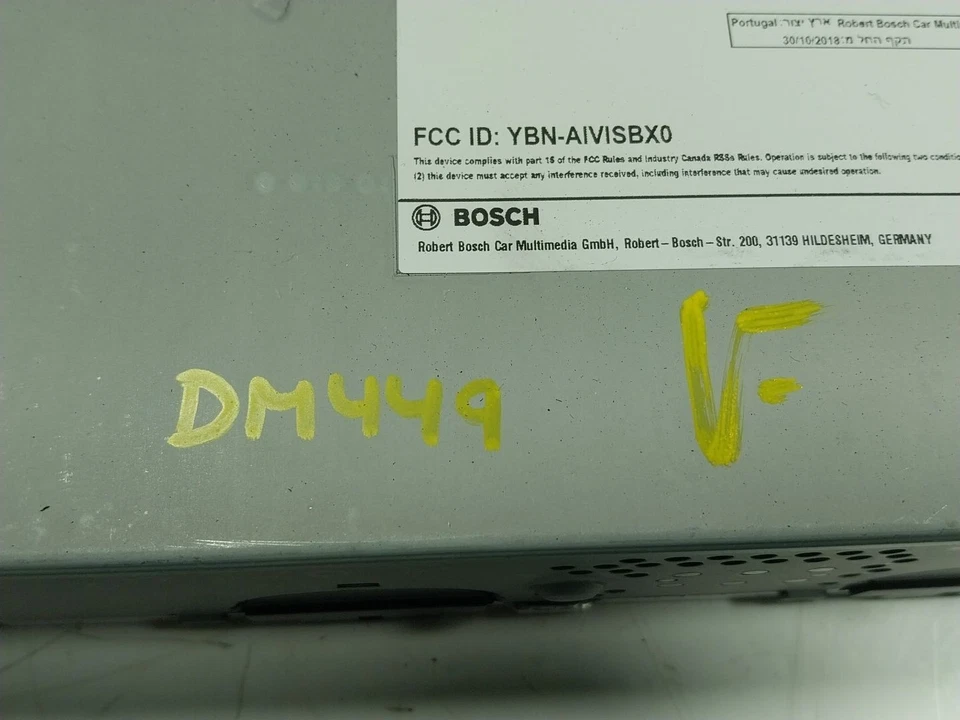 Portugal :ארץ יצור Robert Bosch Car Multi
30/10/2018 :תקף החל מ
FCC ID: YBN-AIVISBX0
This device complies with part 15 of the FCC Rules and Industry Canada RSSs Rules. Operation is subject to the following two conditio
(2) this device must accept any interference received, including interference that may cause undesired operation.
BOSCH
Robert Bosch Car Multimedia GmbH, Robert-Bosch-Str. 200, 31139 HILDESHEIM, GERMANY
DM449
V-